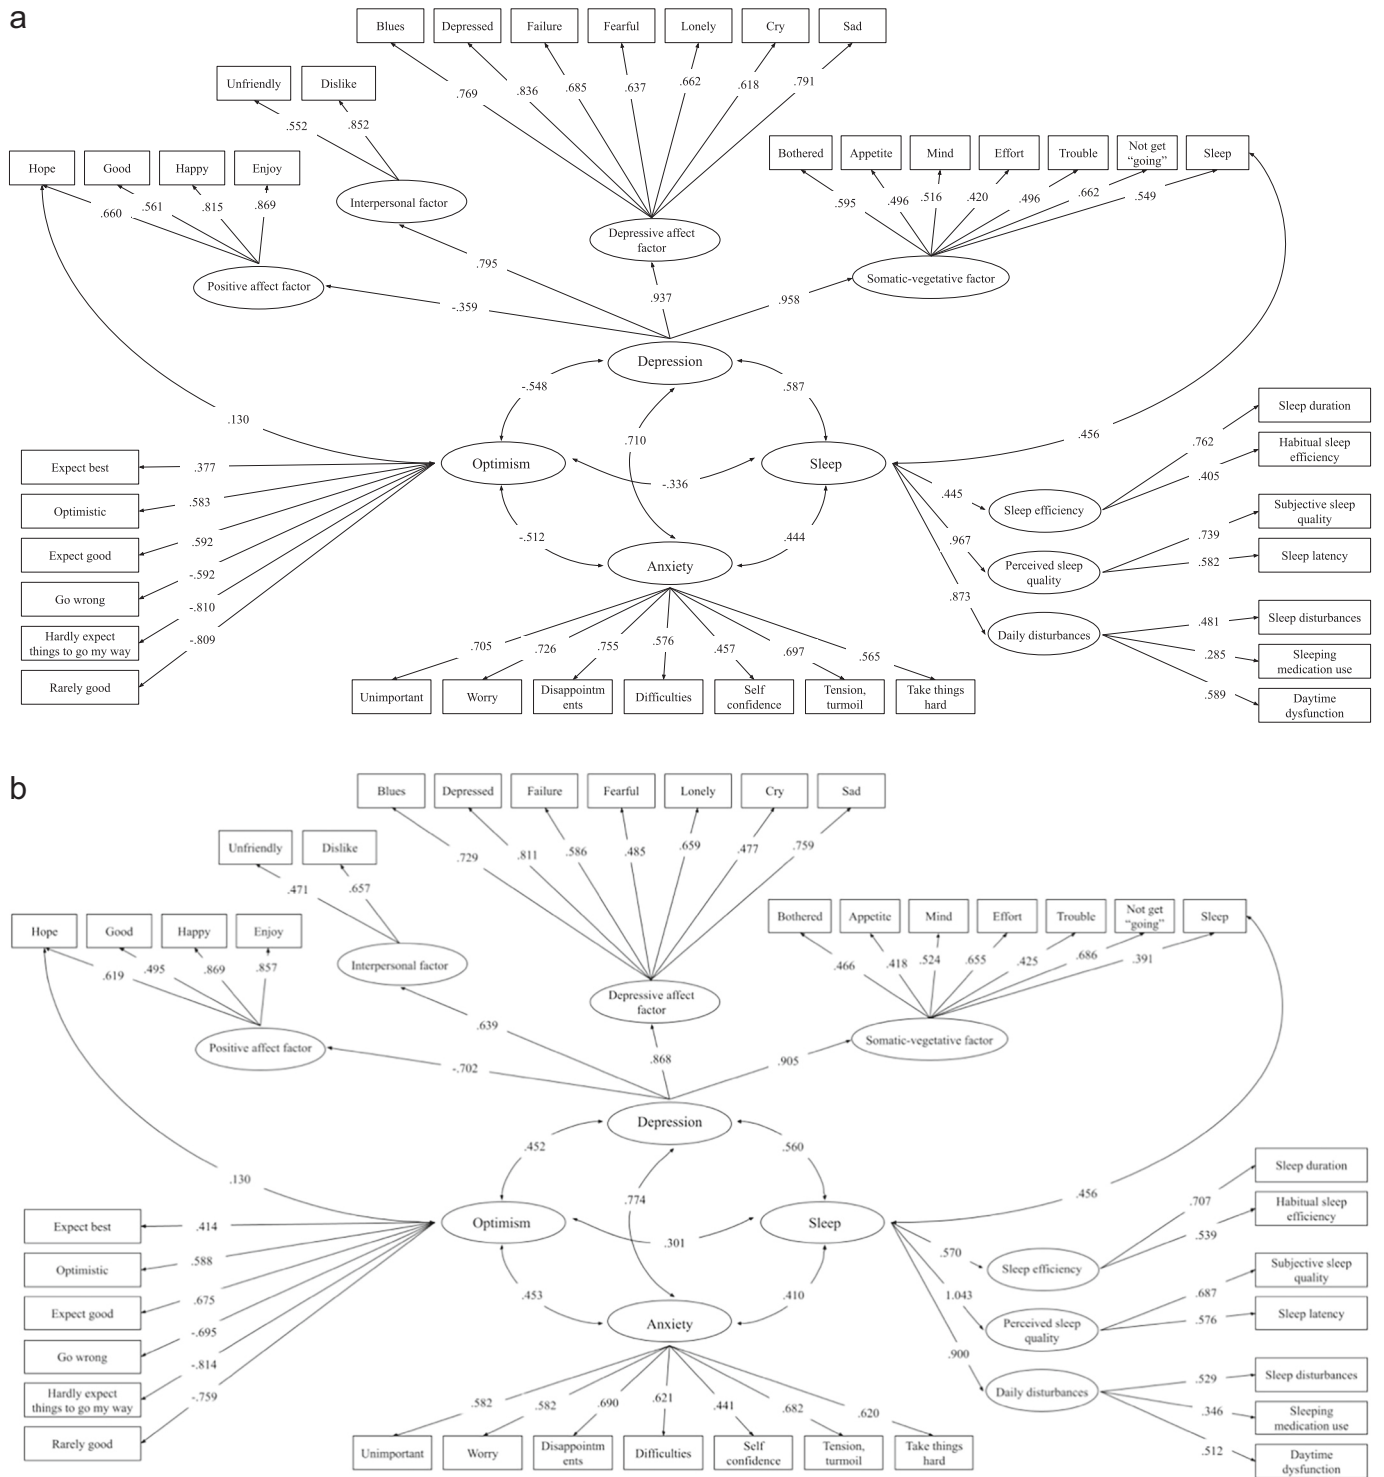 a
Blues
Depressed
Failure
Fearful
Lonely
Cry
Sad
.769
.836
.685
.637
.662
.618
.791
Unfriendly
Dislike
.552
.852
Hope
Good
Happy
Enjoy
.660
.561
.815
.869
Interpersonal factor
Depressive affect
factor
Bothered
Appetite
Mind
Effort
Trouble
Not get
“going”
Sleep
.595
.496
.516
.420
.496
.662
.549
Positive affect factor
Somatic-vegetative factor
.795
-.359
.937
.958
Depression
-.548
.587
.710
.130
.456
Optimism
Sleep
-.336
-.512
.444
Anxiety
Expect best
.377
Optimistic
.583
Expect good
.592
Go wrong
-.592
Hardly expect
things to go my way
-.810
Rarely good
-.809
.705
.726
.755
.576
.457
.697
.565
Unimportant
Worry
Disappointm
ents
Difficulties
Self
confidence
Tension,
turmoil
Take things
hard
.445
.967
.873
Sleep efficiency
Perceived sleep
quality
Daily disturbances
.762
.405
.739
.582
.481
.285
.589
Sleep duration
Habitual sleep
efficiency
Subjective sleep
quality
Sleep latency
Sleep disturbances
Sleeping
medication use
Daytime
dysfunction
b
Blues
Depressed
Failure
Fearful
Lonely
Cry
Sad
.729
.811
.586
.485
.659
.477
.759
Unfriendly
Dislike
.471
.657
Hope
Good
Happy
Enjoy
.619
.495
.869
.857
Interpersonal factor
Depressive affect
factor
Bothered
Appetite
Mind
Effort
Trouble
Not get
“going”
Sleep
.466
.418
.524
.655
.425
.686
.391
Positive affect factor
Somatic-vegetative factor
.639
-.702
.868
.905
Depression
.452
.560
.774
.130
.456
Optimism
Sleep
.301
.453
.410
Anxiety
Expect best
.414
Optimistic
.588
Expect good
.675
Go wrong
-.695
Hardly expect
things to go my way
-.814
Rarely good
-.759
.582
.582
.690
.621
.441
.682
.620
Unimportant
Worry
Disappointm
ents
Difficulties
Self
confidence
Tension,
turmoil
Take things
hard
.570
1.043
.900
Sleep efficiency
Perceived sleep
quality
Daily disturbances
.707
.539
.687
.576
.529
.346
.512
Sleep duration
Habitual sleep
efficiency
Subjective sleep
quality
Sleep latency
Sleep disturbances
Sleeping
medication use
Daytime
dysfunction